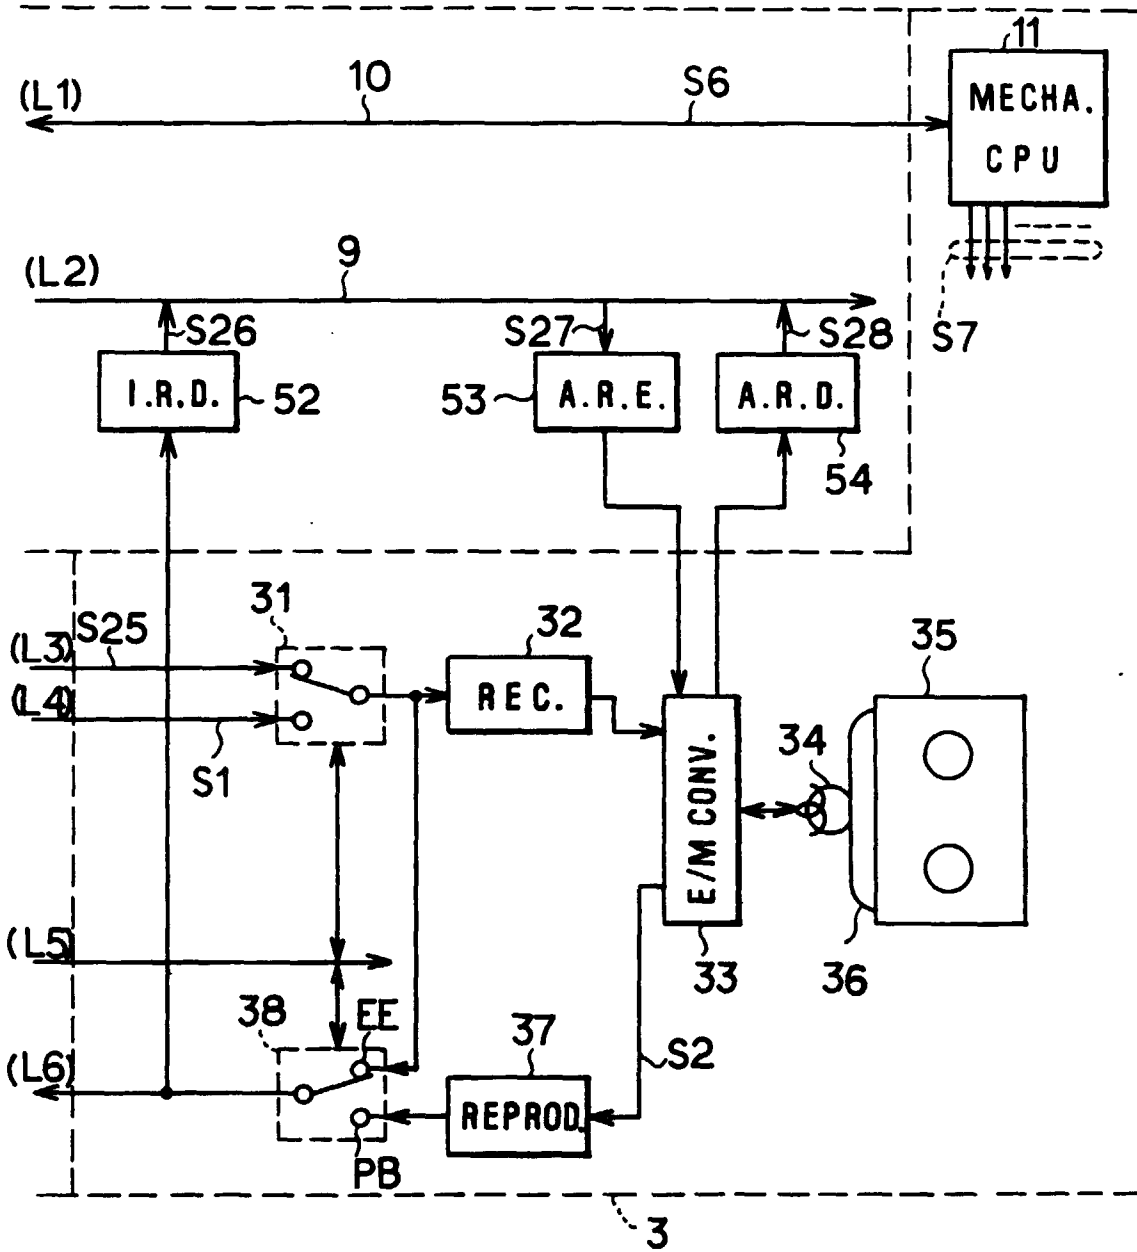 11
(L1) 10 S6 MECHA.
CPU
(L2) 9
S7
S26 S27 S28
I.R.D. 52 53 A.R.E. A.R.D.
54
31 32 35
(L3) S25
REC.
(L4) S1
34
E/M CONV.
(L5) 33 36
38 EE 37 S2
(L6)
REPROD.
PB
3